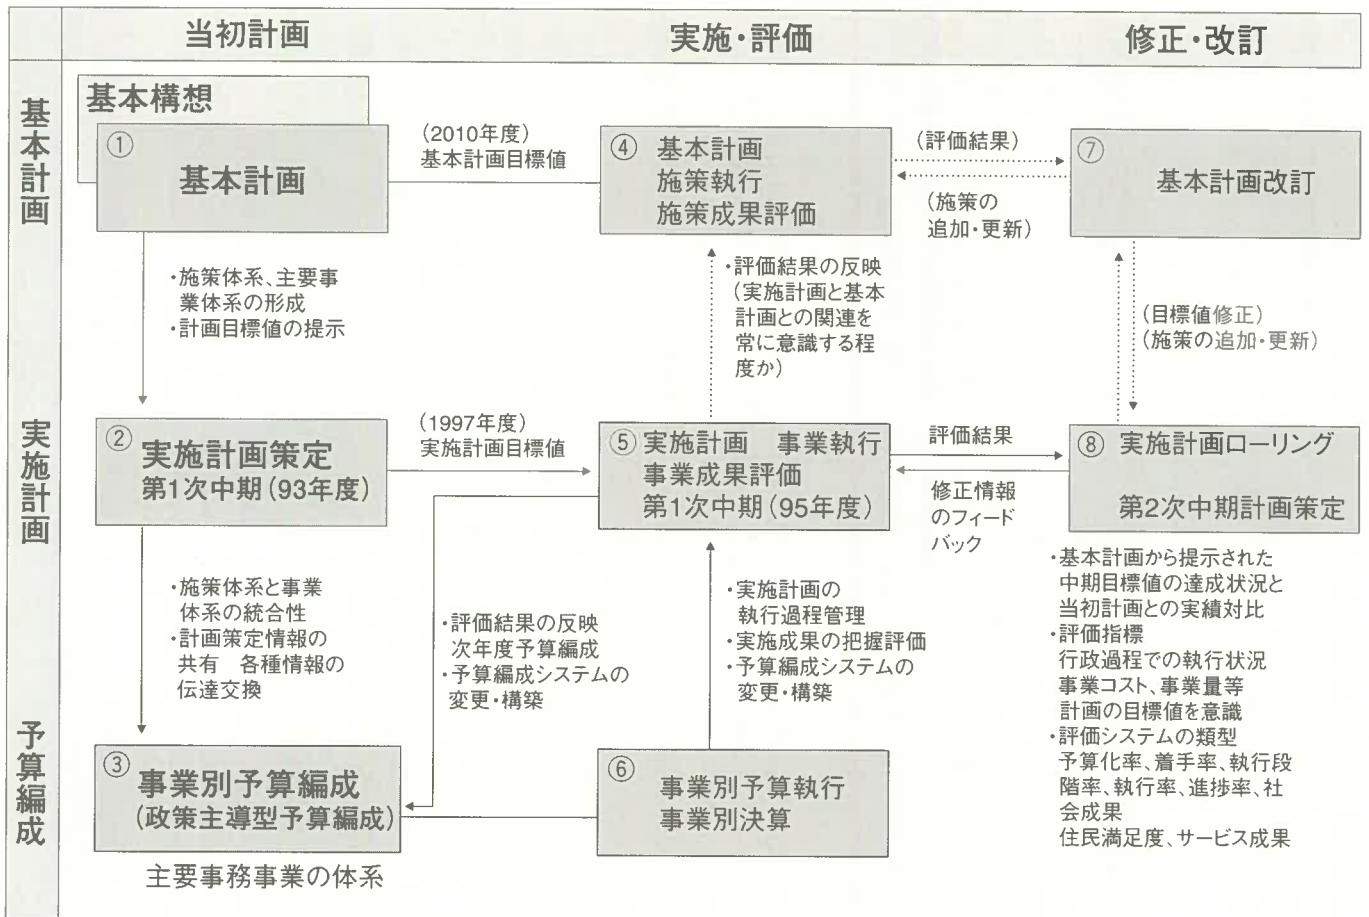 当初計画
実施・評価
修正・改訂
基本計画
実施計画
予算編成
基本構想
①
基本計画
(2010年度)
基本計画目標値
④ 基本計画
施策執行
施策成果評価
(評価結果)
(施策の
追加・更新)
⑦
基本計画改訂
・施策体系、主要事
業体系の形成
・計画目標値の提示
・評価結果の反映
(実施計画と基本
計画との関連を
常に意識する程
度か)
(目標値修正)
(施策の追加・更新)
② 実施計画策定
第1次中期(93年度)
(1997年度)
実施計画目標値
⑤ 実施計画 事業執行
事業成果評価
第1次中期(95年度)
評価結果
修正情報
のフィード
バック
⑧ 実施計画ローリング
第2次中期計画策定
・施策体系と事業
体系の統合性
・計画策定情報の
共有 各種情報の
伝達交換
・評価結果の反映
次年度予算編成
・予算編成システムの
変更・構築
・実施計画の
執行過程管理
・実施成果の把握評価
・予算編成システムの
変更・構築
・基本計画から提示された
中期目標値の達成状況と
当初計画との実績対比
・評価指標
行政過程での執行状況
事業コスト、事業量等
計画の目標値を意識
・評価システムの類型
予算化率、着手率、執行段
階率、執行率、進捗率、社
会成果
住民満足度、サービス成果
③ 事業別予算編成
(政策主導型予算編成)
主要事務事業の体系
⑥
事業別予算執行
事業別決算